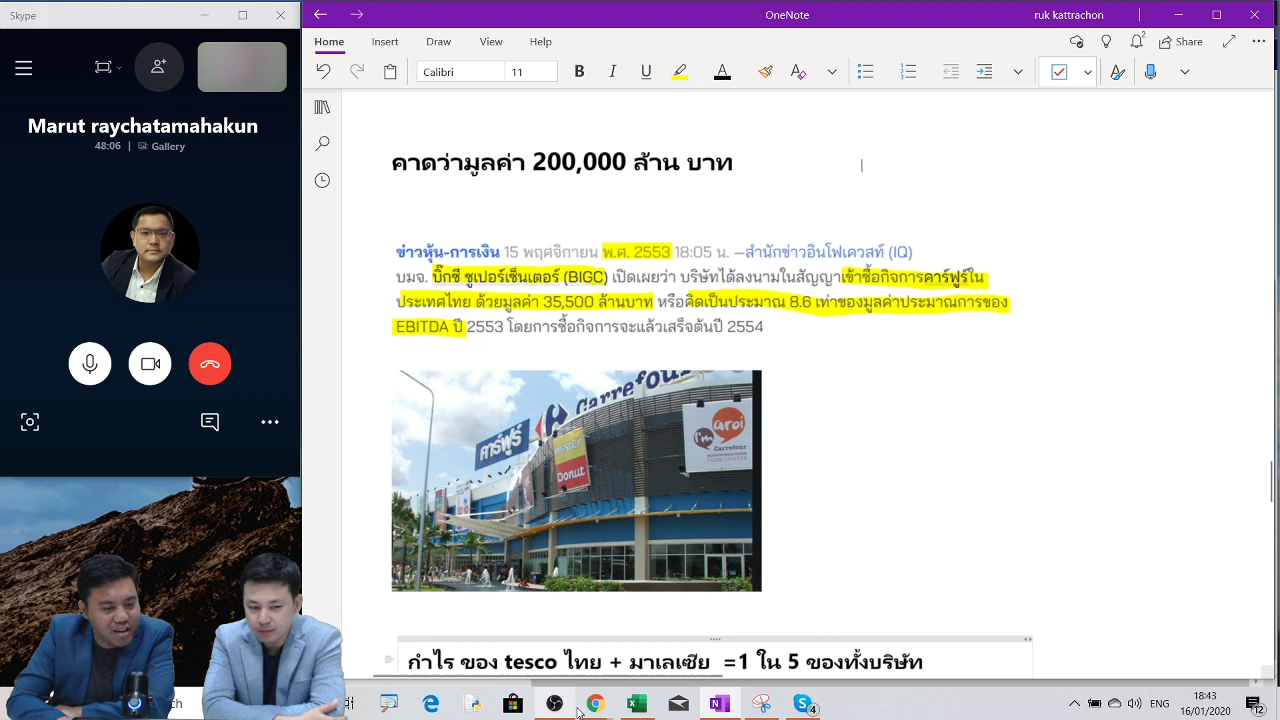 Skype
OneNote
ruk kattrachon
Home
Insert
Draw
View
Help
2
Share
Calibri
11
B
I
U
A
A
Marut raychatamahakun
48:06 | Gallery
คาดว่ามูลค่า 200,000 ล้าน บาท
ข่าวหุ้น-การเงิน 15 พฤศจิกายน พ.ศ. 2553 18:05 น. —สำนักข่าวอินโฟเควสท์ (IQ)
บมจ. บิ๊กซี ซูเปอร์เซ็นเตอร์ (BIGC) เปิดเผยว่า บริษัทได้ลงนามในสัญญาเข้าซื้อกิจการคาร์ฟูร์ใน
ประเทศไทย ด้วยมูลค่า 35,500 ล้านบาท หรือคิดเป็นประมาณ 8.6 เท่าของมูลค่าประมาณการของ
EBITDA ปี 2553 โดยการซื้อกิจการจะแล้วเสร็จต้นปี 2554
Carrefour
คาร์ฟูร์
Mister
Donut
I'm aroi
Carrefour
FOOD CENTER
กำไร ของ tesco ไทย + มาเลเซีย =1 ใน 5 ของทั้งบริษัท
ch
4
18:43
16/01/2020
12